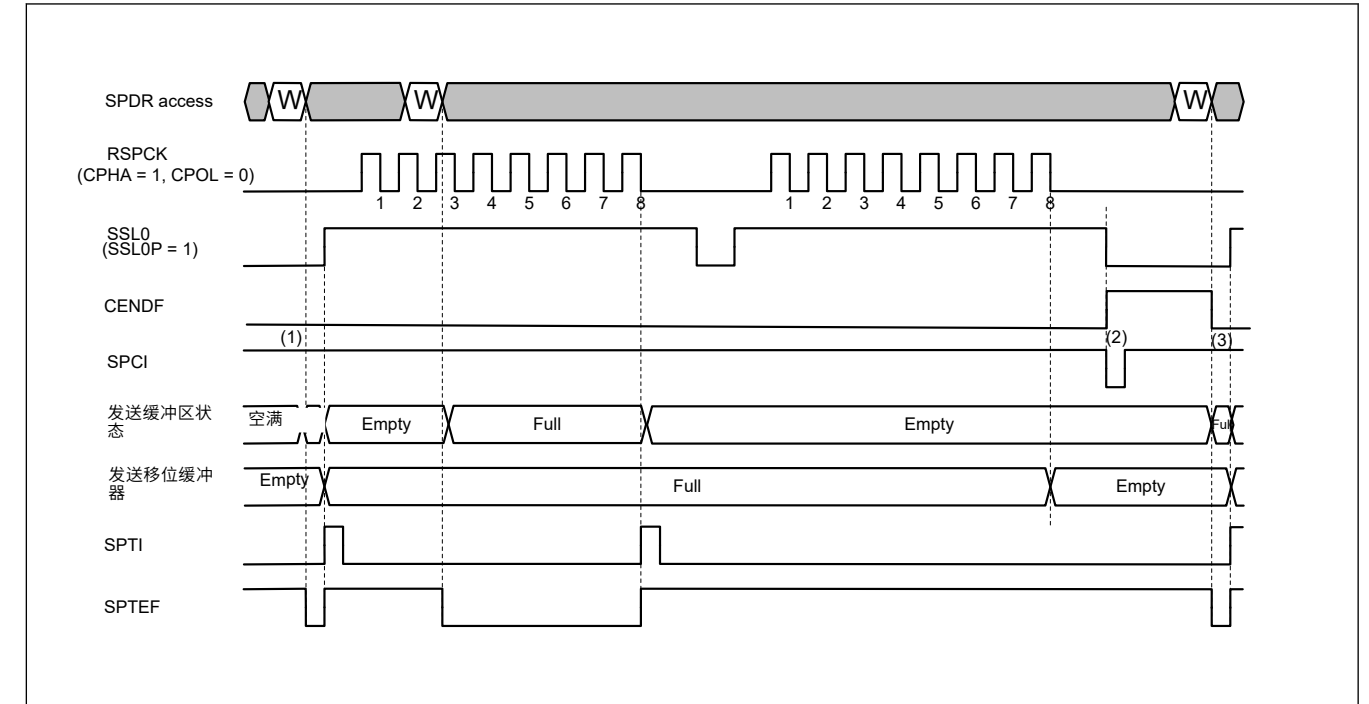 SPDR access
W
W
W
RSPCK
(CPHA = 1, CPOL = 0)
1 2 3 4 5 6 7 8
1 2 3 4 5 6 7 8
SSL0
(SSL0P = 1)
CENDF
(1)
(2)
(3)
SPCI
发送缓冲区状
态
空满
Empty
Full
Empty
Full
发送移位缓冲
器
Empty
Full
Empty
SPTI
SPTEF